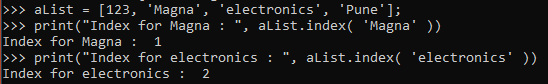 >>> aList = [123, 'Magna', 'electronics', 'Pune'];
>>> print("Index for Magna : ", aList.index( 'Magna' ))
Index for Magna :  1
>>> print("Index for electronics : ", aList.index( 'electronics' ))
Index for electronics :  2